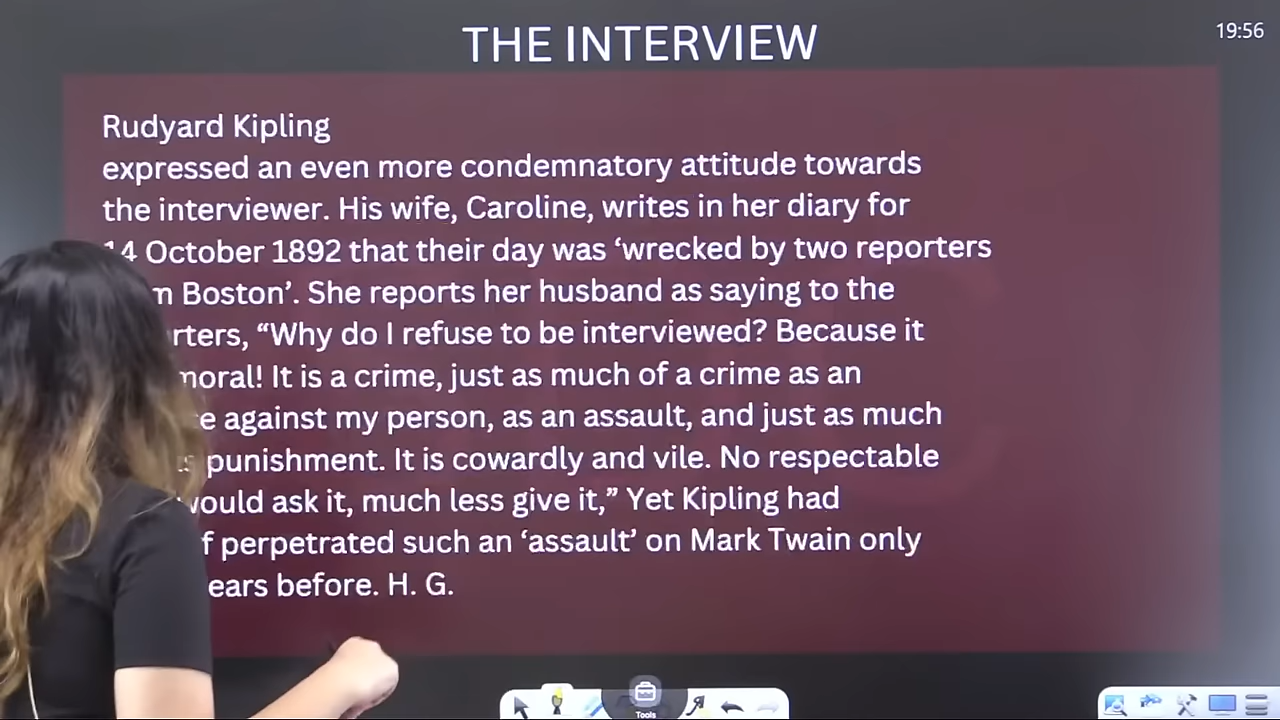 THE INTERVIEW
19:56
Rudyard Kipling
expressed an even more condemnatory attitude towards
the interviewer. His wife, Caroline, writes in her diary for
14 October 1892 that their day was ‘wrecked by two reporters
Boston’. She reports her husband as saying to the
“Why do I refuse to be interviewed? Because it
It is a crime, just as much of a crime as an
against my person, as an assault, and just as much
punishment. It is cowardly and vile. No respectable
would ask it, much less give it,” Yet Kipling had
perpetrated such an ‘assault’ on Mark Twain only
before. H. G.
Tools